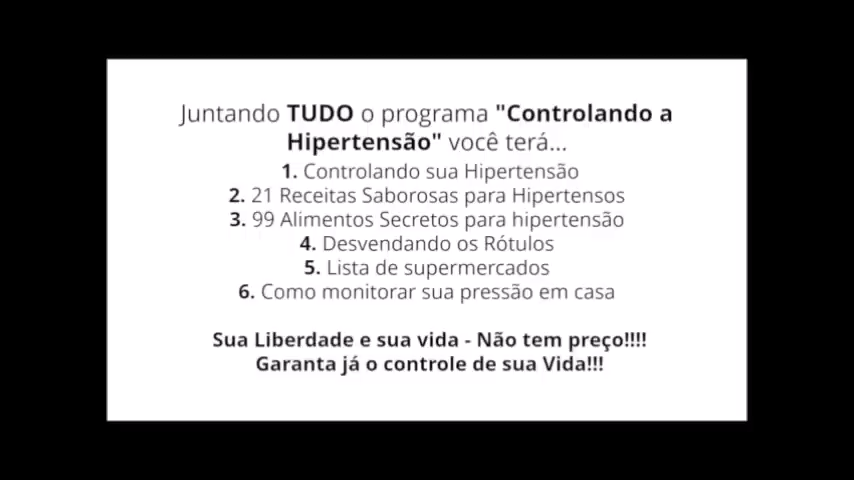 Juntando TUDO o programa "Controlando a
Hipertensão" você terá...
1. Controlando sua Hipertensão
2. 21 Receitas Saborosas para Hipertensos
3. 99 Alimentos Secretos para hipertensão
4. Desvendando os Rótulos
5. Lista de supermercados
6. Como monitorar sua pressão em casa
Sua Liberdade e sua vida - Não tem preço!!!!
Garanta já o controle de sua Vida!!!